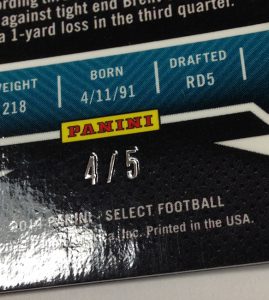 against tight end Brent
a 1-yard loss in the third quarter.
BORN DRAFTED
218 4/11/91 RD5
PANINI
4/5
2014 PANINI - SELECT FOOTBALL
Inc. Printed in the USA.